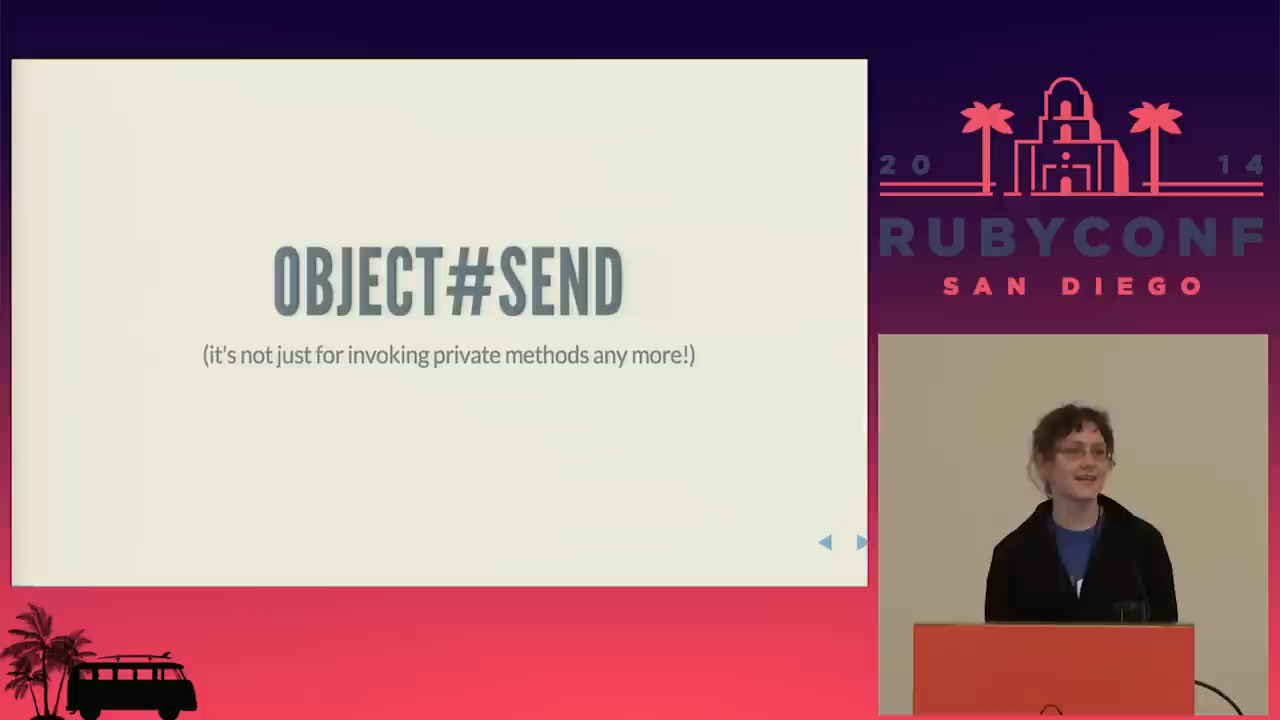 OBJECT#SEND
(it's not just for invoking private methods any more!)
20 14
RUBYCONF
SAN DIEGO